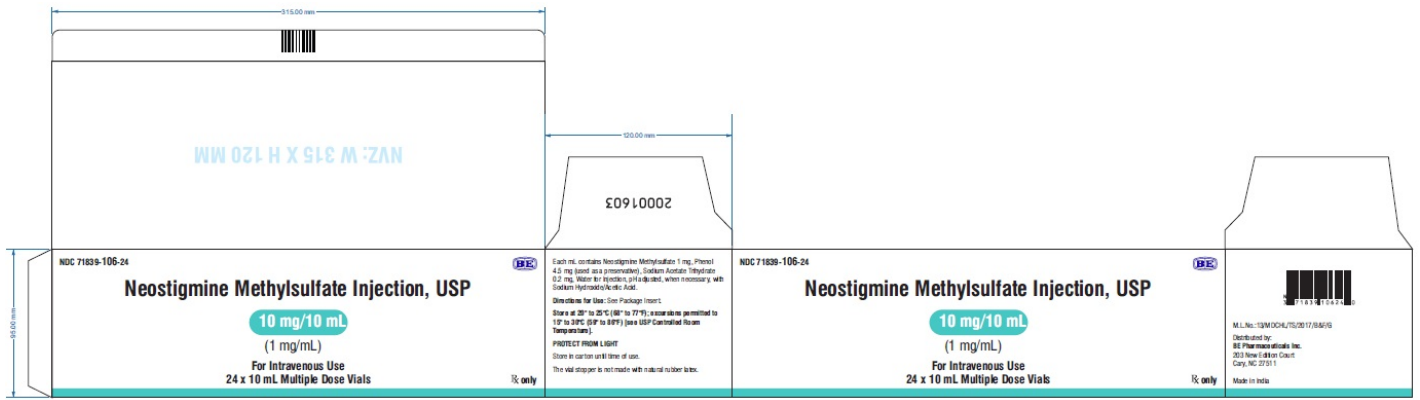 315.00 mm
NVZ: W 315 X H 120 MM
120.00 mm
20001603
95.00 mm
NDC 71839-106-24
BE
Neostigmine Methylsulfate Injection, USP
10 mg/10 mL
(1 mg/mL)
For Intravenous Use
24 x 10 mL Multiple Dose Vials
℞ only
Each mL contains Neostigmine Methylsulfate 1 mg, Phenol
4.5 mg (used as a preservative), Sodium Acetate Trihydrate
0.2 mg, Water for Injection, pH adjusted, when necessary, with
Sodium Hydroxide/Acetic Acid.
Directions for Use: See Package Insert.
Store at 20° to 25°C (68° to 77°F); excursions permitted to
15° to 30°C (59° to 86°F) [see USP Controlled Room
Temperature].
PROTECT FROM LIGHT
Store in carton until time of use.
The vial stopper is not made with natural rubber latex.
NDC 71839-106-24
BE
Neostigmine Methylsulfate Injection, USP
10 mg/10 mL
(1 mg/mL)
For Intravenous Use
24 x 10 mL Multiple Dose Vials
℞ only
N
3 71839 10624 0
M.L.No.:13/MDCHL/TS/2017/B&F/G
Distributed by:
BE Pharmaceuticals Inc.
203 New Edition Court
Cary, NC 27511
Made in India